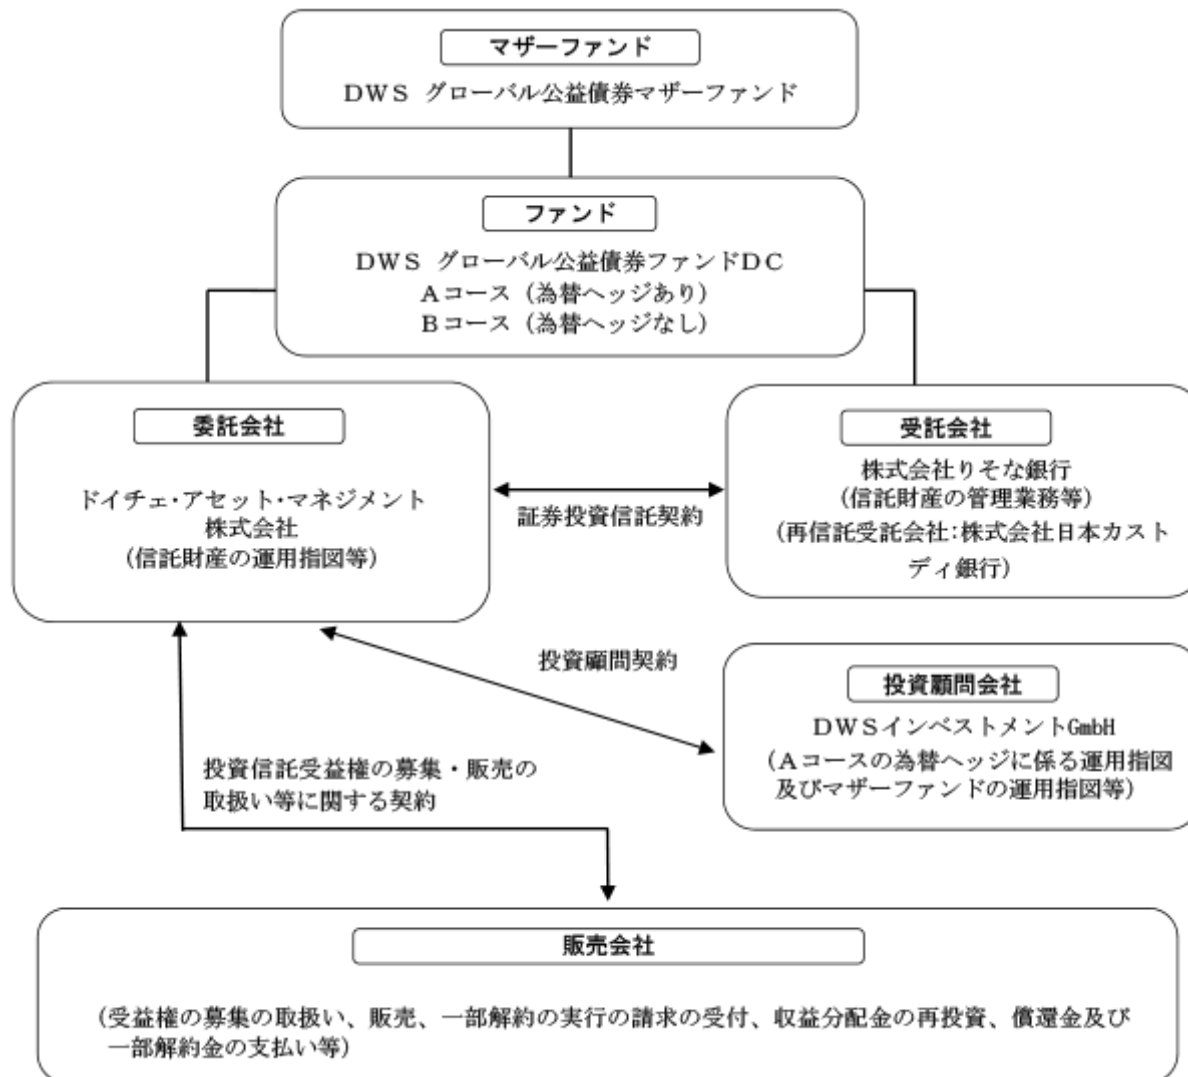 マザーファンド
DWS グローバル公益債券マザーファンド
ファンド
DWS グローバル公益債券ファンドDC
Aコース（為替ヘッジあり）
Bコース（為替ヘッジなし）
委託会社
ドイチェ・アセット・マネジメント
株式会社
（信託財産の運用指図等）
証券投資信託契約
受託会社
株式会社りそな銀行
（信託財産の管理業務等）
（再信託受託会社：株式会社日本カスト
ディ銀行）
投資顧問契約
投資顧問会社
DWSインベストメントGmbH
（Aコースの為替ヘッジに係る運用指図
及びマザーファンドの運用指図等）
投資信託受益権の募集・販売の
取扱い等に関する契約
販売会社
（受益権の募集の取扱い、販売、一部解約の実行の請求の受付、収益分配金の再投資、償還金及び
一部解約金の支払い等）